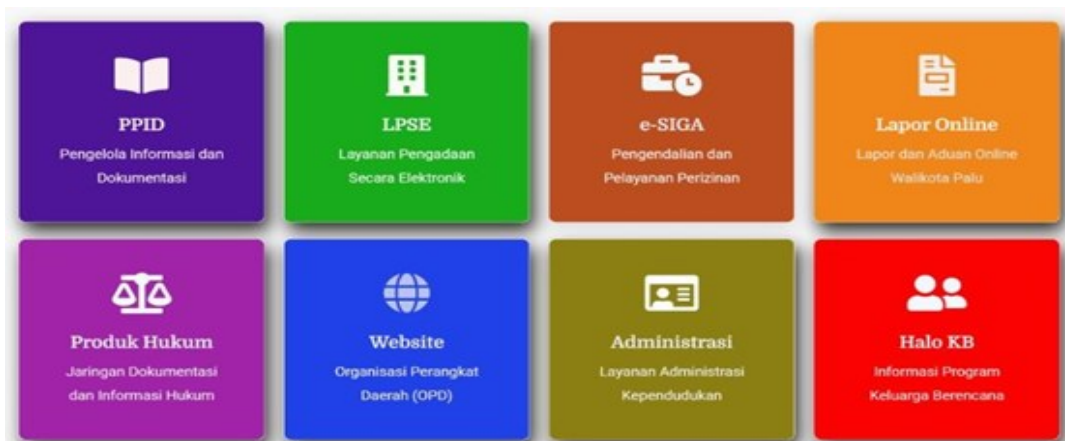 PPID
Pengelola Informasi dan
Dokumentasi
LPSE
Layanan Pengadaan
Secara Elektronik
e-SIGA
Pengendalian dan
Pelayanan Perizinan
Lapor Online
Lapor dan Aduan Online
Walikota Palu
Produk Hukum
Jaringan Dokumentasi
dan Informasi Hukum
Website
Organisasi Perangkat
Daerah (OPD)
Administrasi
Layanan Administrasi
Kependudukan
Halo KB
Informasi Program
Keluarga Berencana